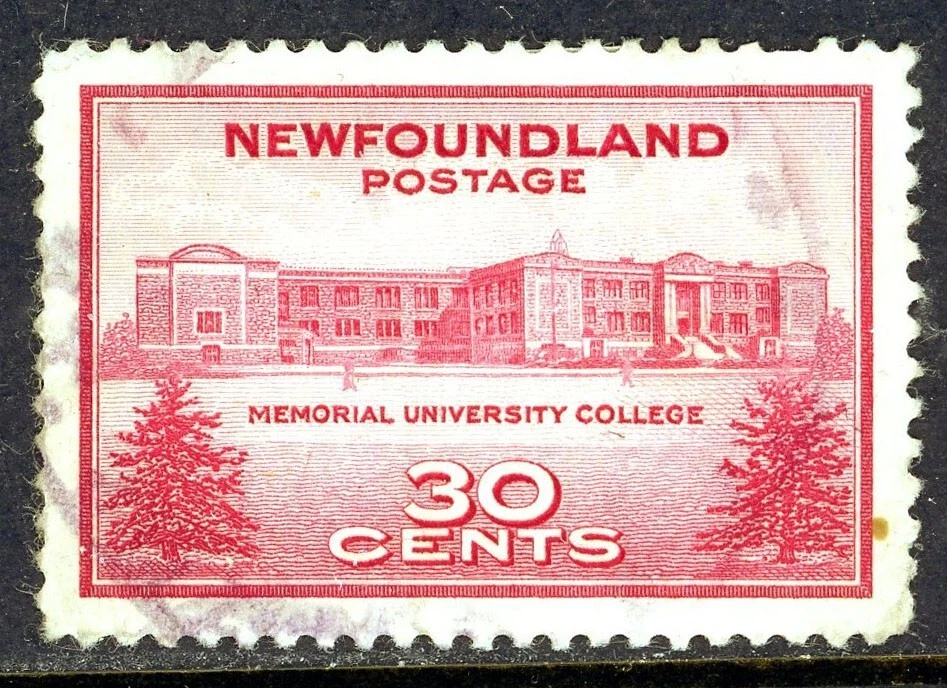 NEWFOUNDLAND
POSTAGE
MEMORIAL UNIVERSITY COLLEGE
30
CENTS